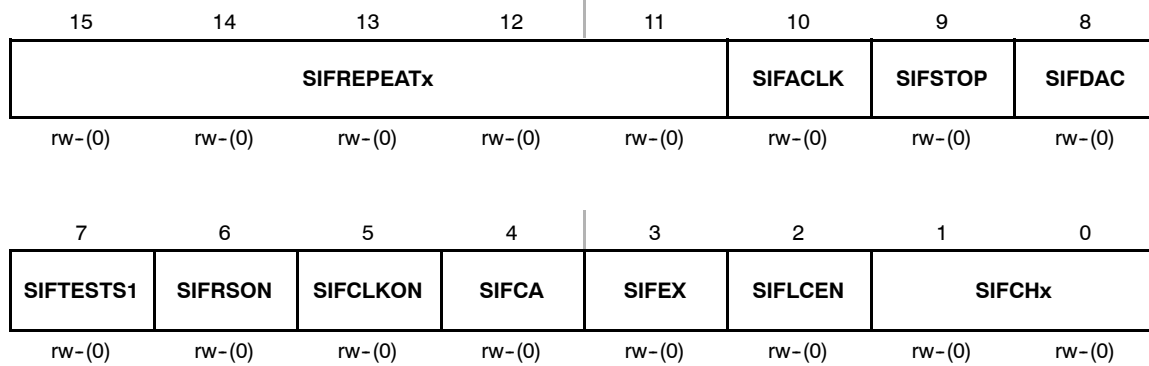 15 14 13 12 11 10 9 8
SIFREPEATx SIFACLK SIFSTOP SIFDAC
rw-(0) rw-(0) rw-(0) rw-(0) rw-(0) rw-(0) rw-(0) rw-(0)
7 6 5 4 3 2 1 0
SIFTESTS1 SIFRSON SIFCLKON SIFCA SIFEX SIFLCEN SIFCHx
rw-(0) rw-(0) rw-(0) rw-(0) rw-(0) rw-(0) rw-(0) rw-(0)